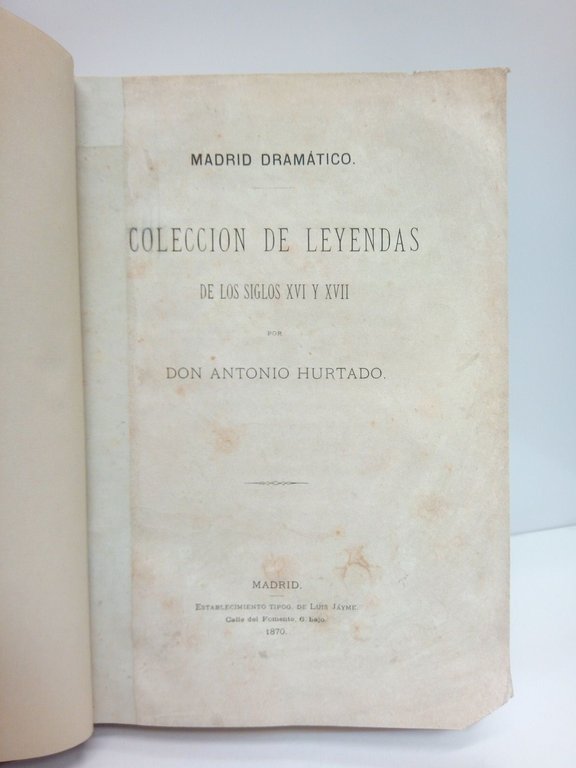 MADRID DRAMÁTICO.
COLECCION DE LEYENDAS
DE LOS SIGLOS XVI Y XVII
POR
DON ANTONIO HURTADO.
MADRID.
ESTABLECIMIENTO TIPOG. DE LUIS JÁYME.
Calle del Fomento, 6. bajo.
1870.